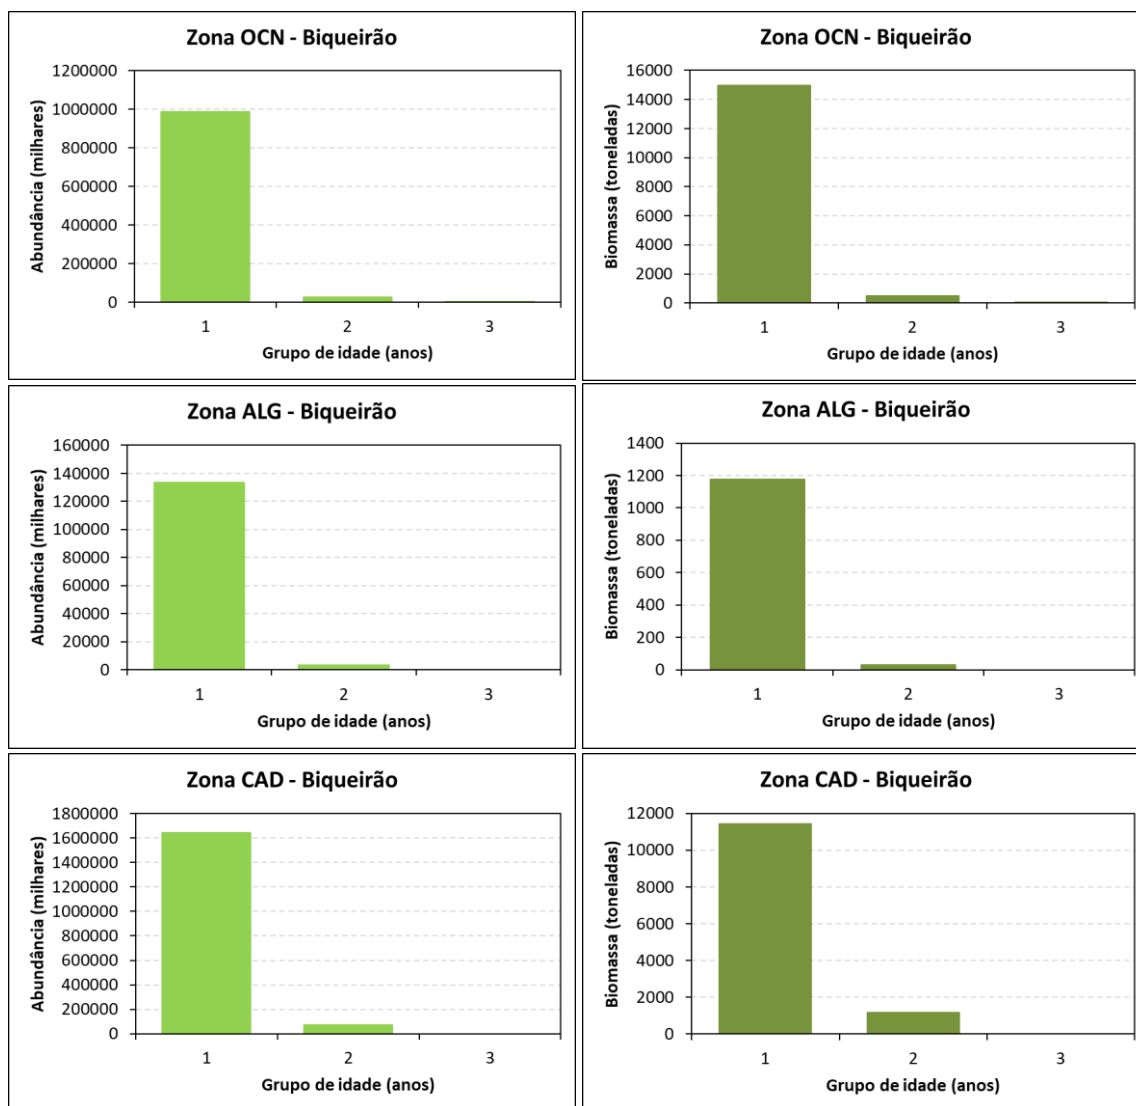 Zona OCN - Biqueirão
Abundância (milhares)
1200000
1000000
800000
600000
400000
200000
0
1 2 3
Grupo de idade (anos)
Zona OCN - Biqueirão
Biomassa (toneladas)
16000
14000
12000
10000
8000
6000
4000
2000
0
1 2 3
Grupo de idade (anos)
Zona ALG - Biqueirão
Abundância (milhares)
160000
140000
120000
100000
80000
60000
40000
20000
0
1 2 3
Grupo de idade (anos)
Zona ALG - Biqueirão
Biomassa (toneladas)
1400
1200
1000
800
600
400
200
0
1 2 3
Grupo de idade (anos)
Zona CAD - Biqueirão
Abundância (milhares)
1800000
1600000
1400000
1200000
1000000
800000
600000
400000
200000
0
1 2 3
Grupo de idade (anos)
Zona CAD - Biqueirão
Biomassa (toneladas)
12000
10000
8000
6000
4000
2000
0
1 2 3
Grupo de idade (anos)